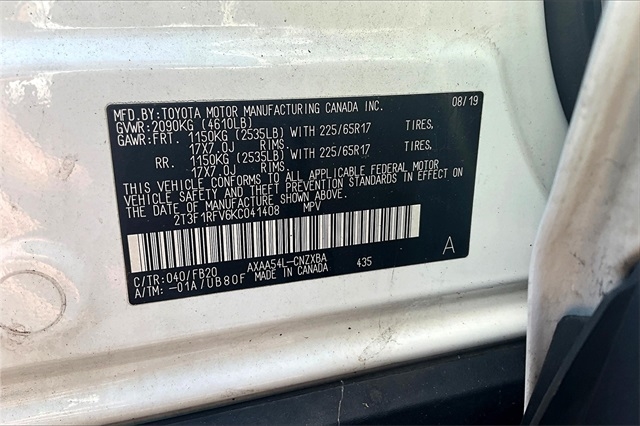 MFD.BY:TOYOTA MOTOR MANUFACTURING CANADA INC. 08/19
GVWR:2090KG (4610LB)
GAWR:FRT. 1150KG (2535LB) WITH 225/65R17 TIRES,
17X7.0J RIMS.
RR. 1150KG (2535LB) WITH 225/65R17 TIRES,
17X7.0J RIMS.
THIS VEHICLE CONFORMS TO ALL APPLICABLE FEDERAL MOTOR
VEHICLE SAFETY AND THEFT PREVENTION STANDARDS IN EFFECT ON
THE DATE OF MANUFACTURE SHOWN ABOVE.
2T3F1RFV6KC041408 MPV
A
C/TR:040/FB20 AXAA54L-CNZXBA 435
A/TM:-01A/UB80F MADE IN CANADA